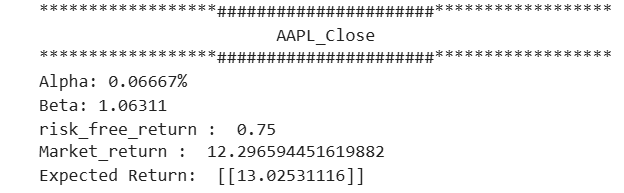 ******************######################******************
AAPL_Close
******************######################******************
Alpha: 0.06667%
Beta: 1.06311
risk_free_return :  0.75
Market_return :  12.296594451619882
Expected Return:  [[13.02531116]]